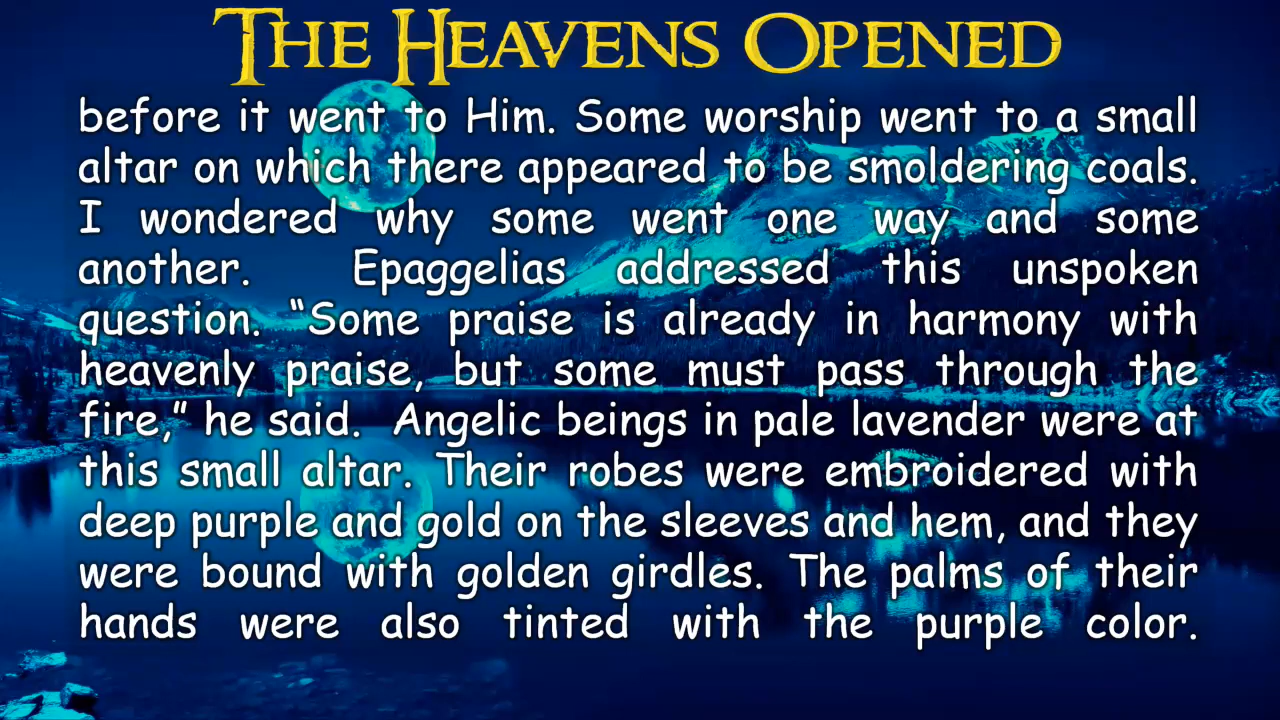 THE HEAVENS OPENED
before it went to Him. Some worship went to a small
altar on which there appeared to be smoldering coals.
I wondered why some went one way and some
another. Epaggelias addressed this unspoken
question. “Some praise is already in harmony with
heavenly praise, but some must pass through the
fire,” he said. Angelic beings in pale lavender were at
this small altar. Their robes were embroidered with
deep purple and gold on the sleeves and hem, and they
were bound with golden girdles. The palms of their
hands were also tinted with the purple color.